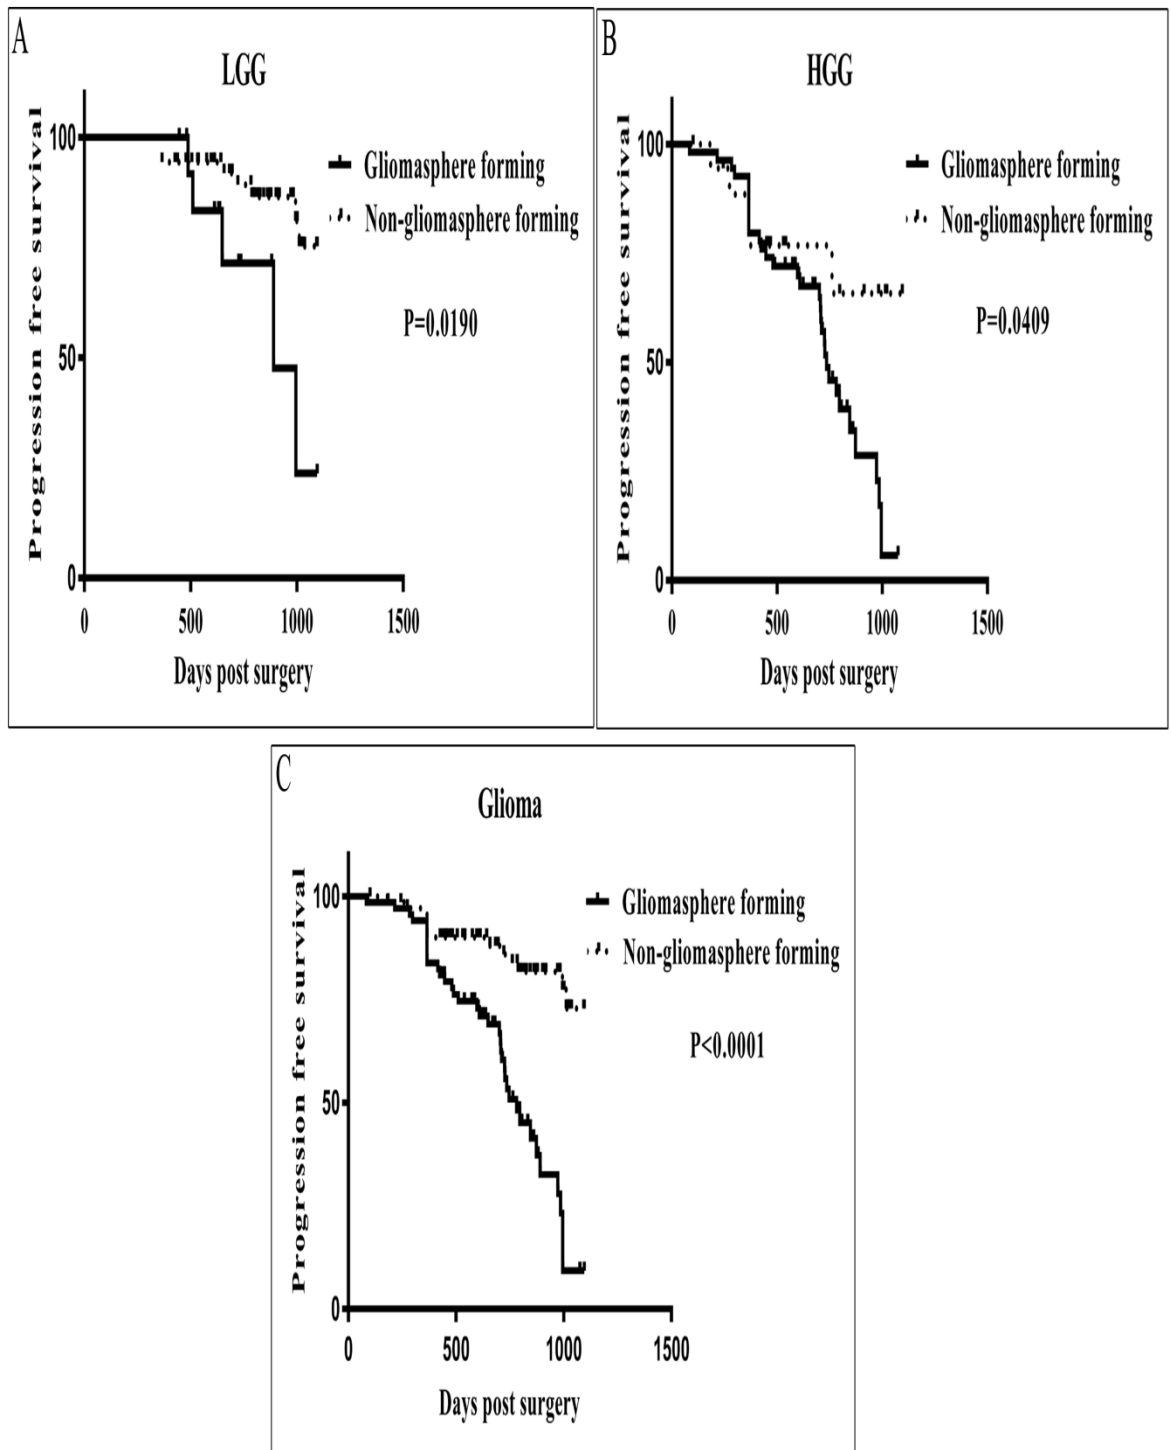 A
LGG
Progression free survival
100
50
0
Gliomasphere forming
Non-gliomasphere forming
P=0.0190
0 500 1000 1500
Days post surgery
B
HGG
Progression free survival
100
50
0
Gliomasphere forming
Non-gliomasphere forming
P=0.0409
0 500 1000 1500
Days post surgery
C
Glioma
Progression free survival
100
50
0
Gliomasphere forming
Non-gliomasphere forming
P<0.0001
0 500 1000 1500
Days post surgery